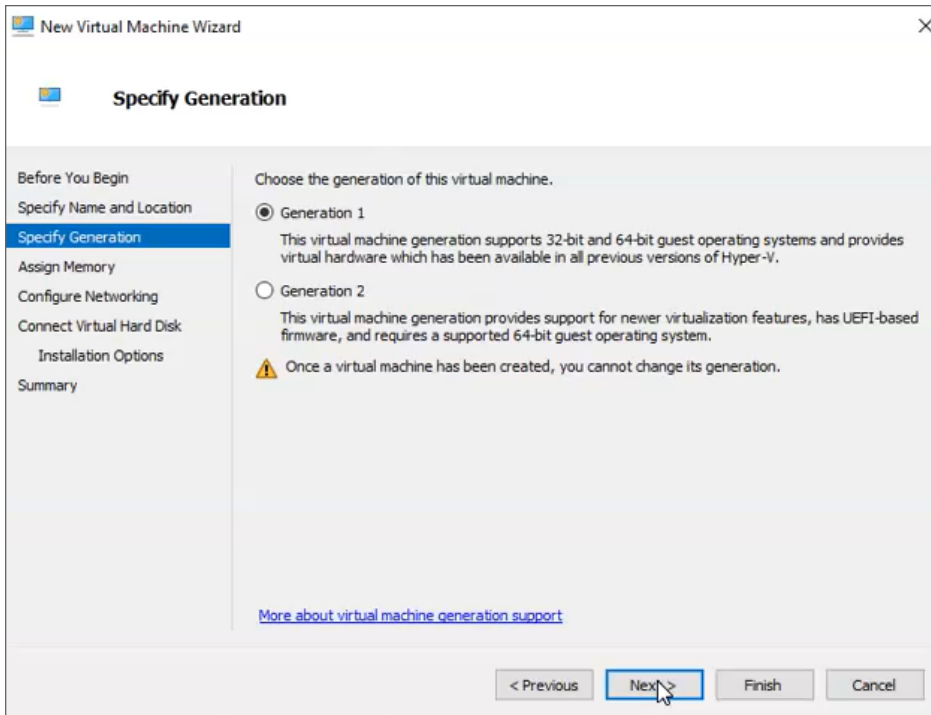 New Virtual Machine Wizard
Specify Generation
Before You Begin
Specify Name and Location
Specify Generation
Assign Memory
Configure Networking
Connect Virtual Hard Disk
Installation Options
Summary
Choose the generation of this virtual machine.
Generation 1
This virtual machine generation supports 32-bit and 64-bit guest operating systems and provides
virtual hardware which has been available in all previous versions of Hyper-V.
Generation 2
This virtual machine generation provides support for newer virtualization features, has UEFI-based
firmware, and requires a supported 64-bit guest operating system.
Once a virtual machine has been created, you cannot change its generation.
More about virtual machine generation support
< Previous
Next >
Finish
Cancel